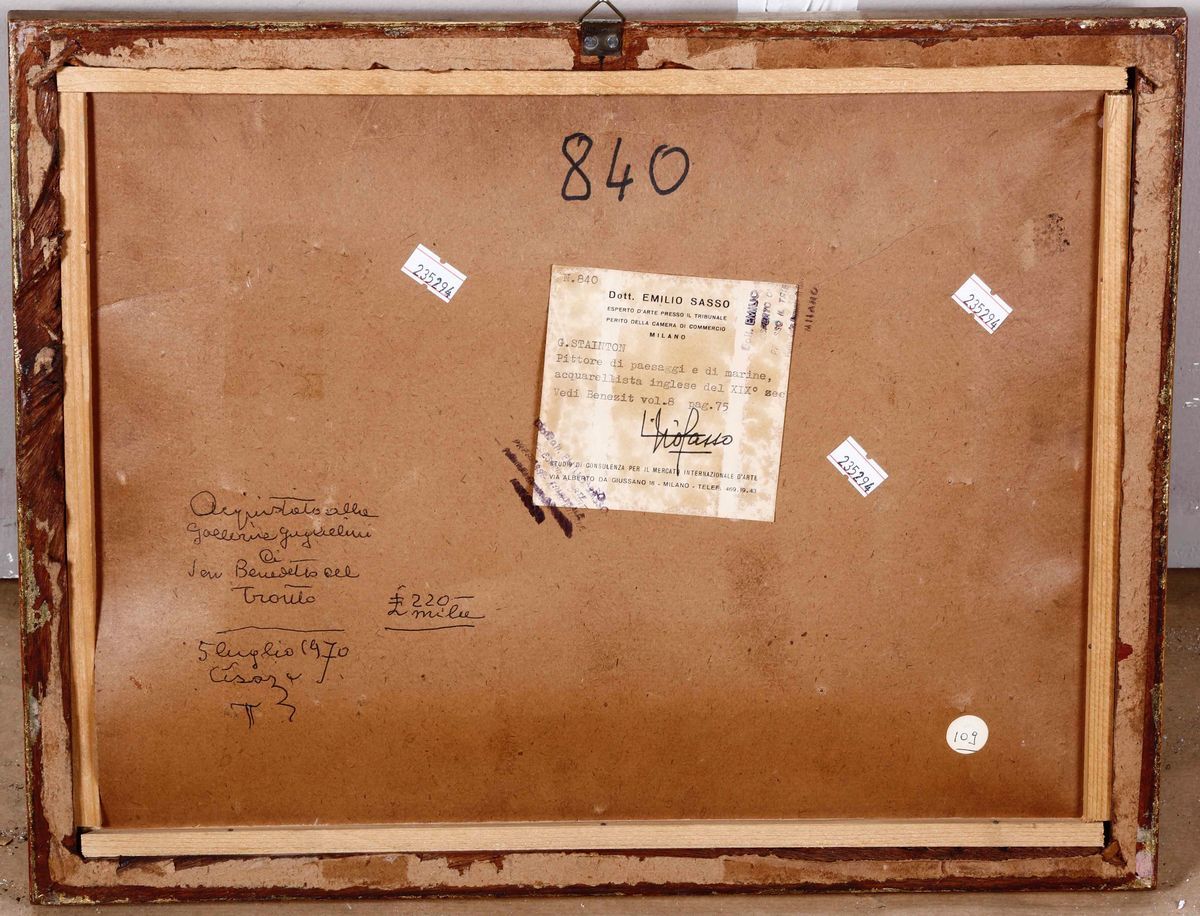 840
235294
235294
235294
N.840
Dott. EMILIO SASSO
ESPERTO D'ARTE PRESSO IL TRIBUNALE
PERITO DELLA CAMERA DI COMMERCIO
MILANO
G.STAINTON
Pittore di paesaggi e di marine,
acquarellista inglese del XIX° sec
Vedi Benezit vol.8 pag.75
STUDIO DI CONSULENZA PER IL MERCATO INTERNAZIONALE D'ARTE
VIA ALBERTO DA GIUSSANO 16 - MILANO - TELEF. 469.19.43
Dott. EMILIO
MILANO
Acquistato alla
Galleria Guglielmi
di
San Benedetto del
Tronto
£ 220
mila
5 luglio 1970
109